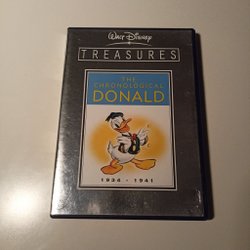 WALT DISNEY
TREASURES
THE
CHRONOLOGICAL
DONALD
1934 - 1941